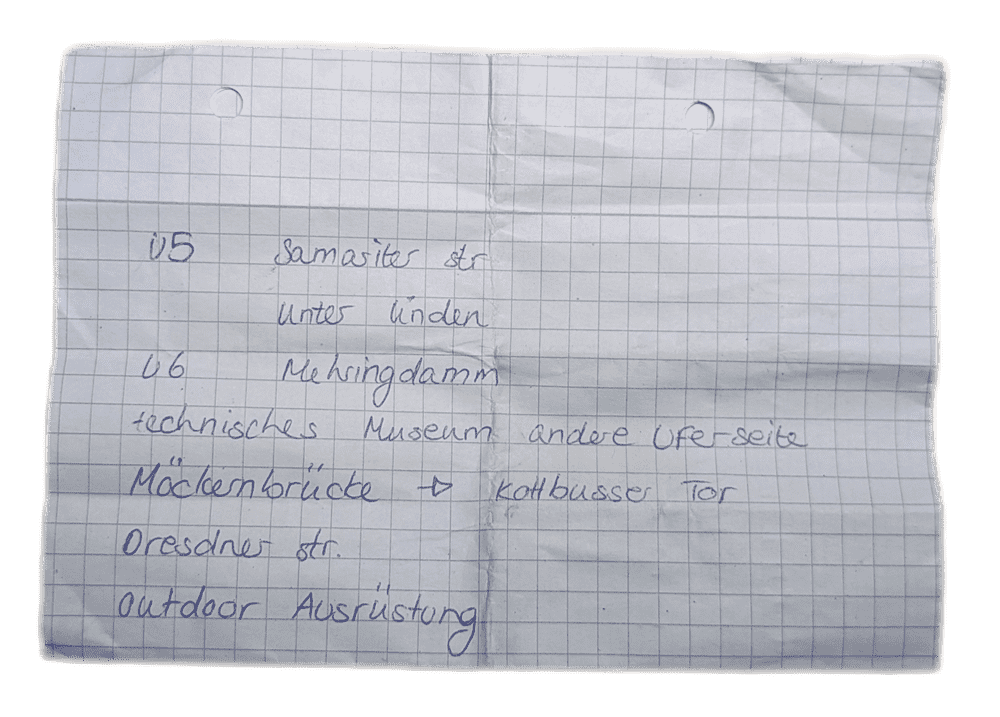 U5 Samariter str
Unter linden
U6 Mehringdamm
technisches Museum andere Uferseite
Möckernbrücke → Kottbusser Tor
Dresdner str.
outdoor Ausrüstung